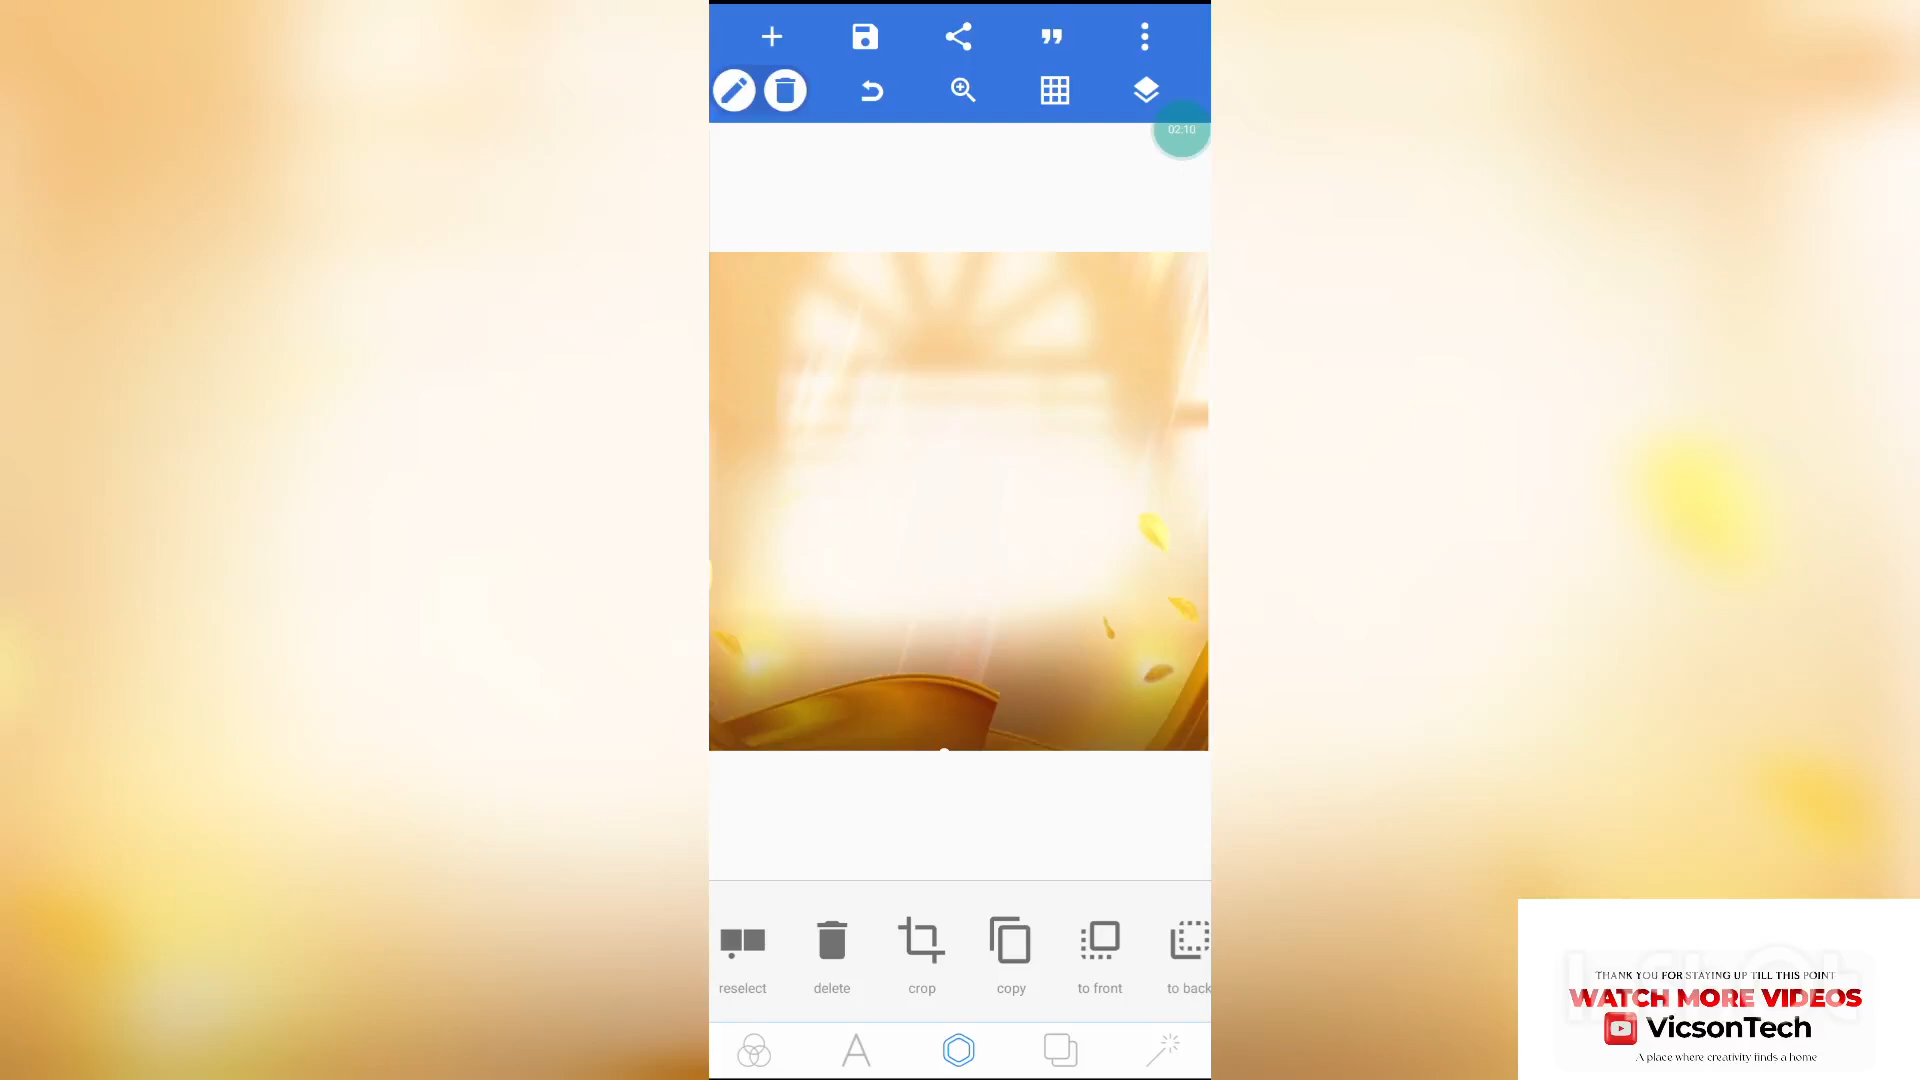 02:10
reselect
delete
crop
copy
to front
to back
THANK YOU FOR STAYING UP TILL THIS POINT
WATCH MORE VIDEOS
VicsonTech
A place where creativity finds a home